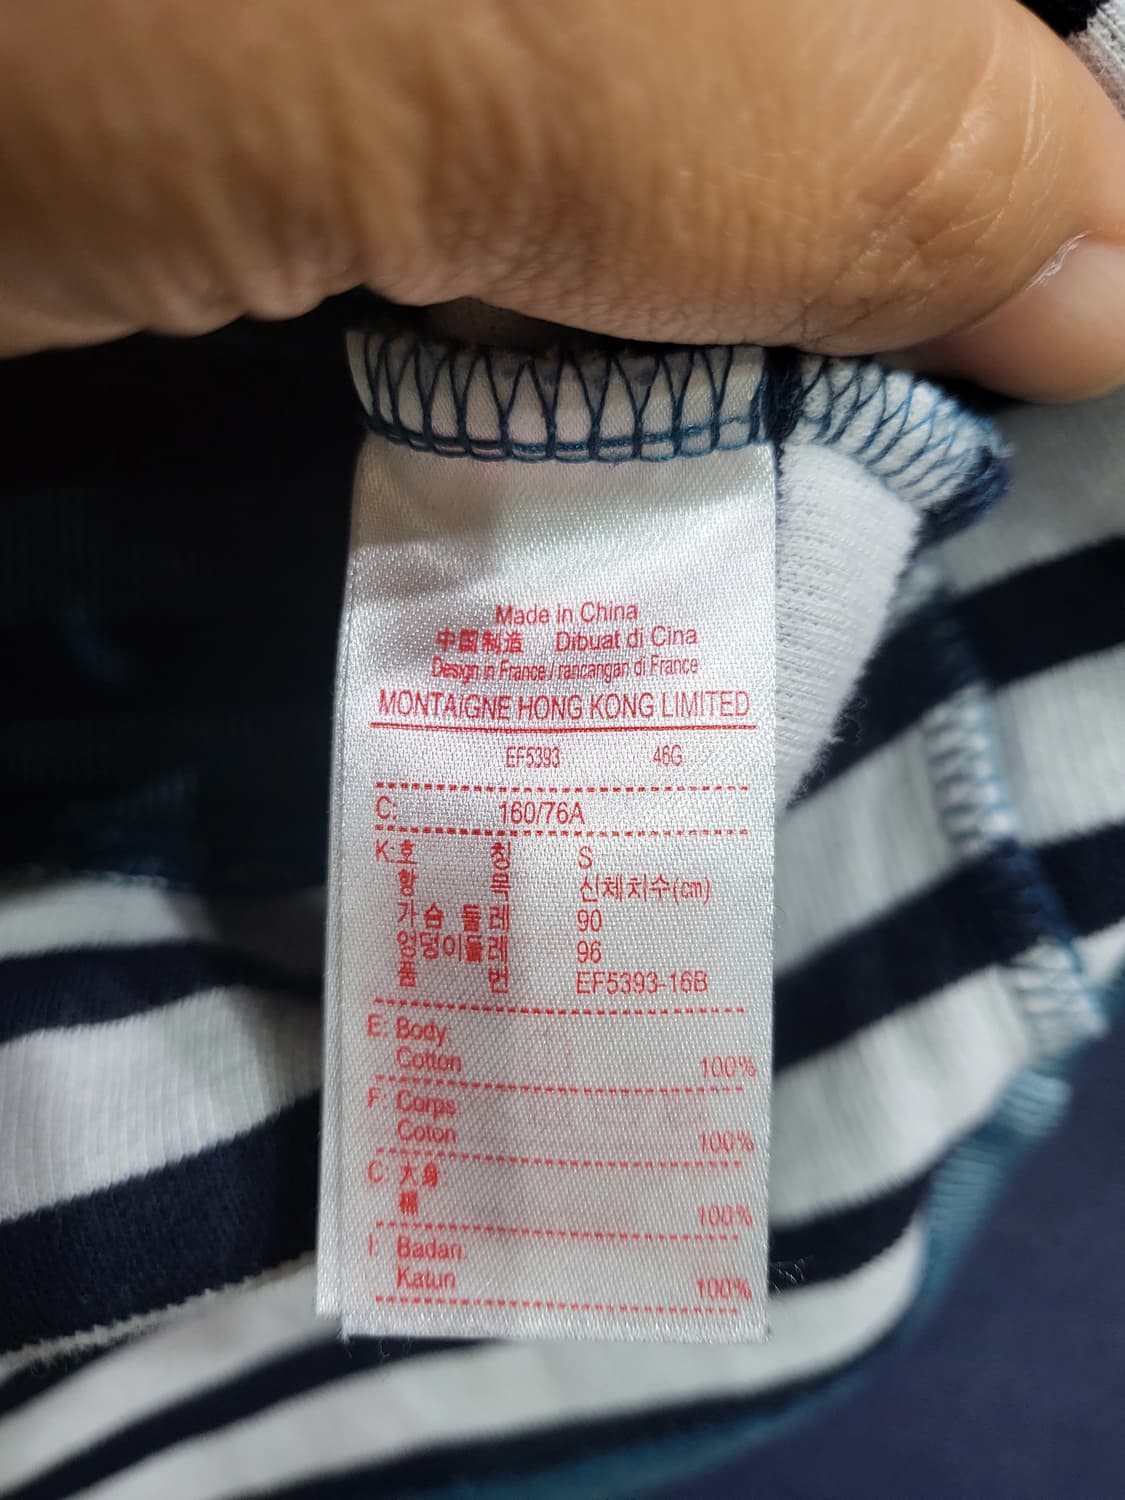 Made in China
中国制造 Dibuat di Cina
Design in France / rancangan di France
MONTAIGNE HONG KONG LIMITED
EF5393 46G
C: 160/76A
K: 호 칭 S
항 목 신체치수(cm)
가슴 둘레 90
엉덩이둘레 96
품 번 EF5393-16B
E: Body:
Cotton 100%
F: Corps:
Coton 100%
C: 大身:
棉 100%
I: Badan:
Katun 100%